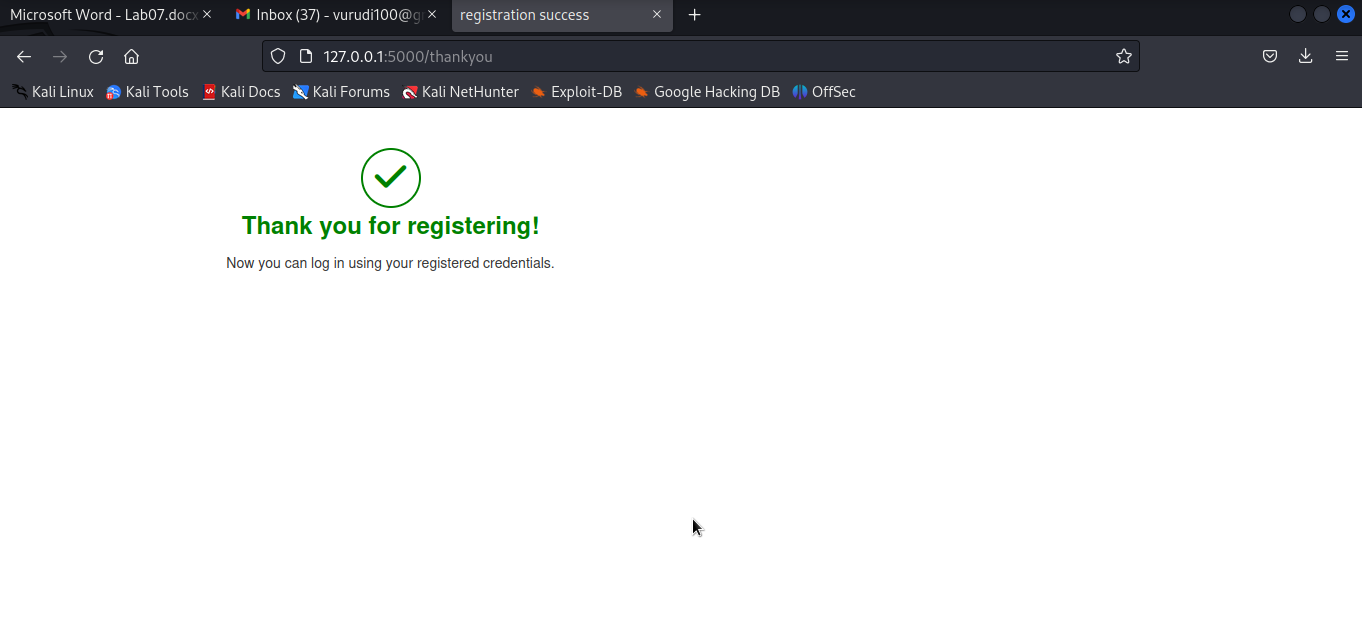 Microsoft Word - Lab07.docx
Inbox (37) - vurudi100@g
registration success
127.0.0.1:5000/thankyou
Kali Linux Kali Tools Kali Docs Kali Forums Kali NetHunter Exploit-DB Google Hacking DB OffSec
Thank you for registering!
Now you can log in using your registered credentials.